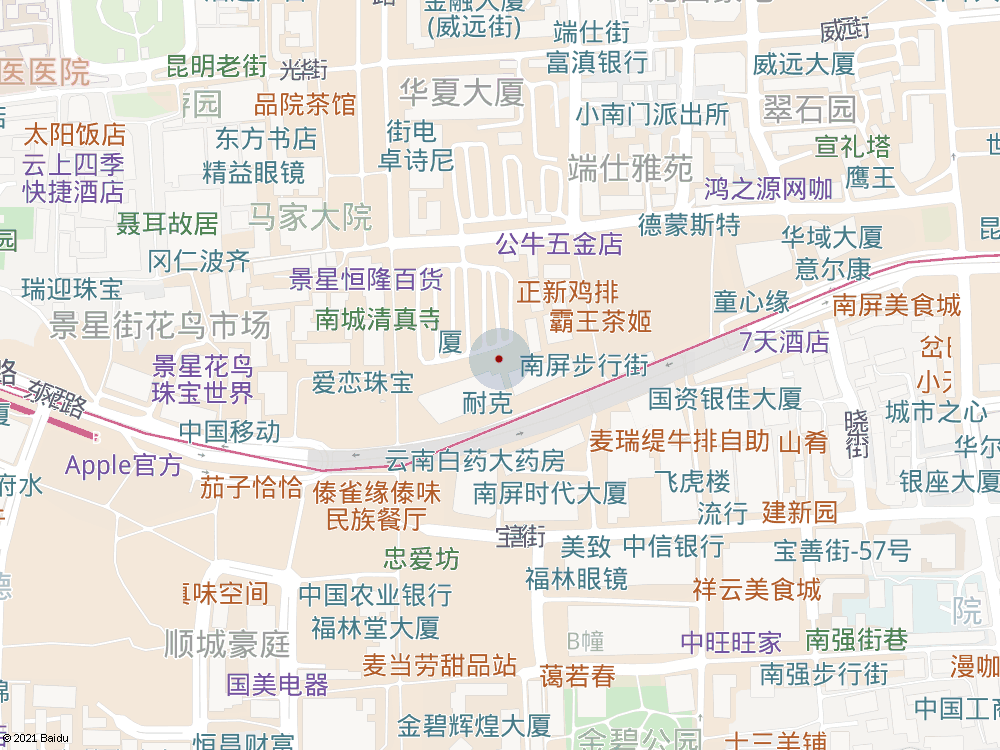 金融大厦
(威远街)
端仕街
威远街
昆明老街
光华街
富滇银行
威远大厦
医医院
品院茶馆
华夏大厦
翠石园
太阳饭店
东方书店
街电
卓诗尼
小南门派出所
宣礼塔
云上四季
快捷酒店
精益眼镜
端仕雅苑
鸿之源网咖
鹰王
聂耳故居
马家大院
公牛五金店
德蒙斯特
华域大厦
冈仁波齐
意尔康
瑞迎珠宝
景星恒隆百货
正新鸡排
童心缘
南屏美食城
景星街花鸟市场
南城清真寺
霸王茶姬
厦
7天酒店
景星花鸟
珠宝世界
爱恋珠宝
南屏步行街
耐克
国资银佳大厦
城市之心
中国移动
麦瑞缇牛排自助
山肴
Apple官方
云南白药大药房
府水
茄子恰恰
傣雀缘傣味
民族餐厅
南屏时代大厦
飞虎楼
银座大厦
流行
建新园
宝善街
忠爱坊
美致
中信银行
宝善街-57号
真味空间
中国农业银行
福林眼镜
祥云美食城
院
福林堂大厦
顺城豪庭
B幢
中旺旺家
南强街巷
麦当劳甜品站
蔼若春
南强步行街
漫咖
国美电器
金碧辉煌大厦
中国工商
恒昌财富
金碧公园
十三羊铺
© 2021 Baidu